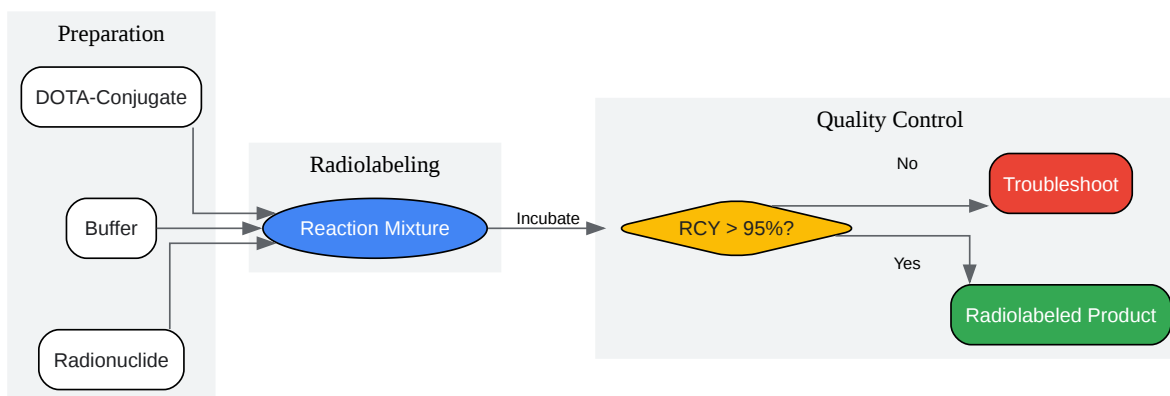 Preparation
DOTA-Conjugate
Buffer
Radionuclide
Radiolabeling
Reaction Mixture
Incubate
Quality Control
RCY > 95%?
No
Troubleshoot
Yes
Radiolabeled Product